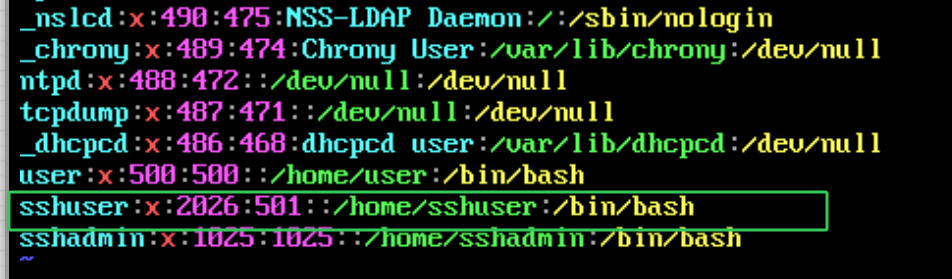 _nslcd:x:490:475:NSS-LDAP Daemon:/:/sbin/nologin
_chrony:x:489:474:Chrony User:/var/lib/chrony:/dev/null
ntpd:x:488:472::/dev/null:/dev/null
tcpdump:x:487:471::/dev/null:/dev/null
_dhcpcd:x:486:468:dhcpcd user:/var/lib/dhcpcd:/dev/null
user:x:500:500::/home/user:/bin/bash
sshuser:x:2026:501::/home/sshuser:/bin/bash
sshadmin:x:1025:1025::/home/sshadmin:/bin/bash
~